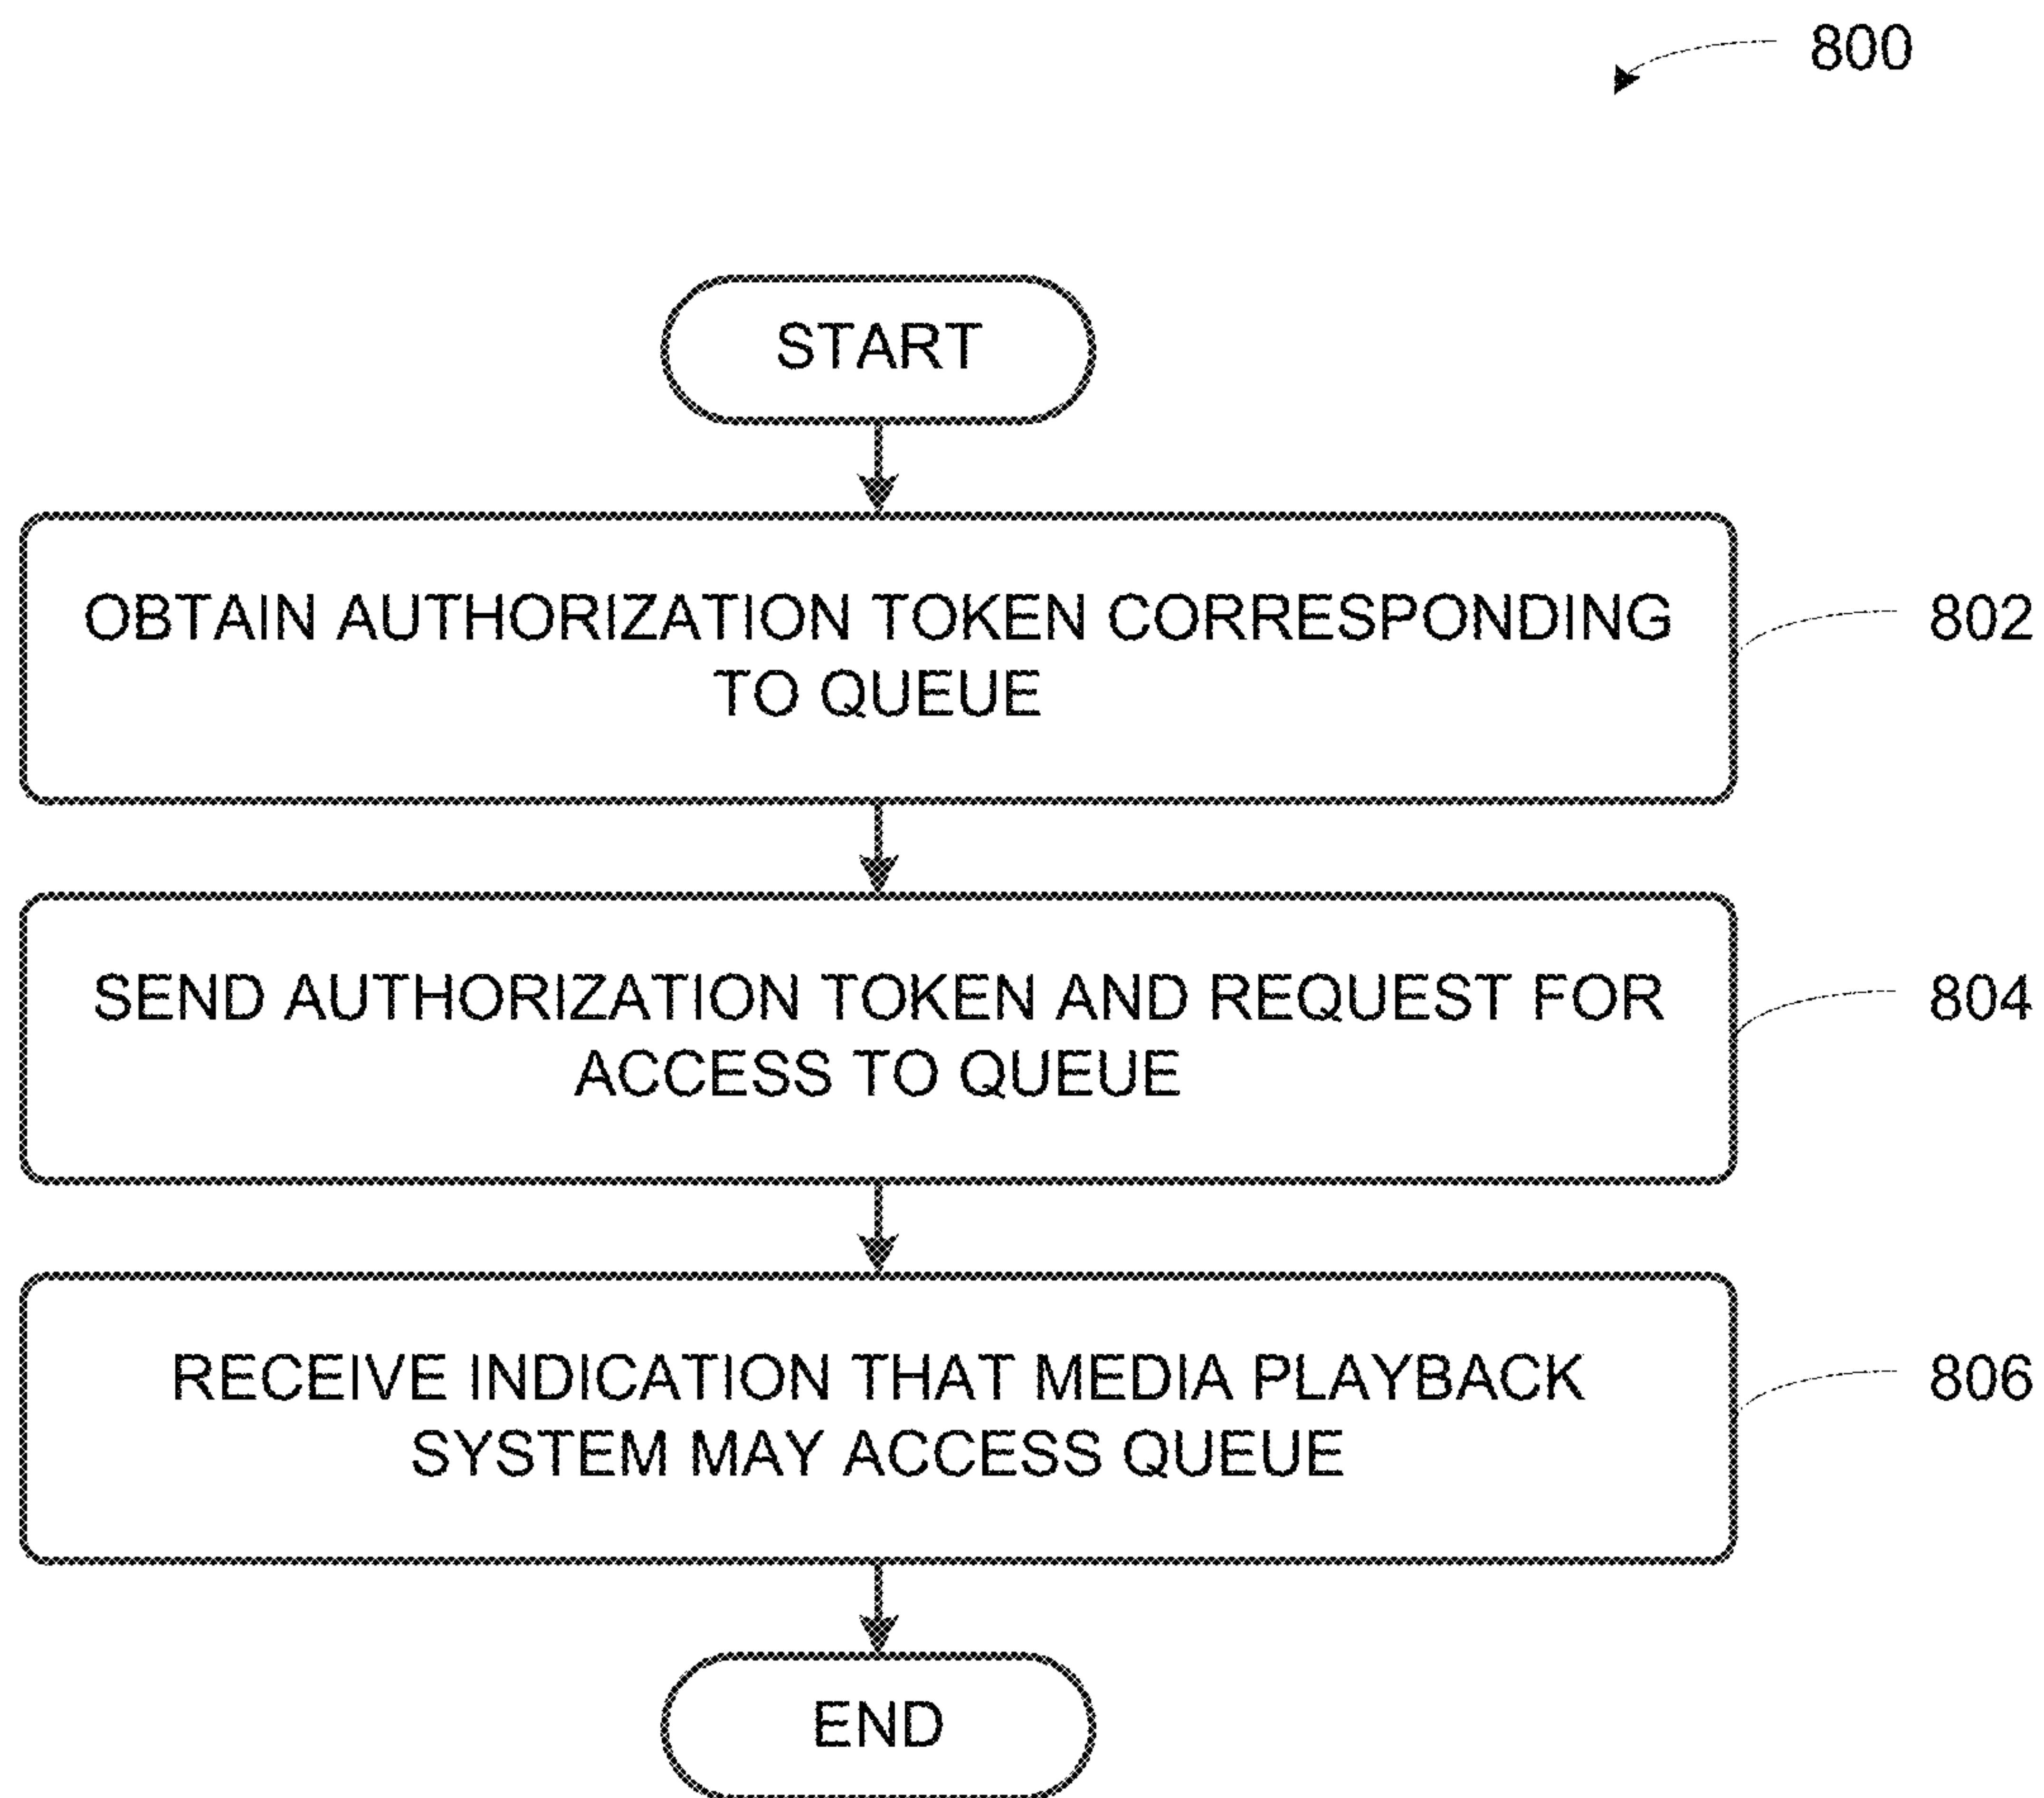 800
START
OBTAIN AUTHORIZATION TOKEN CORRESPONDING
TO QUEUE
802
SEND AUTHORIZATION TOKEN AND REQUEST FOR
ACCESS TO QUEUE
804
RECEIVE INDICATION THAT MEDIA PLAYBACK
SYSTEM MAY ACCESS QUEUE
806
END